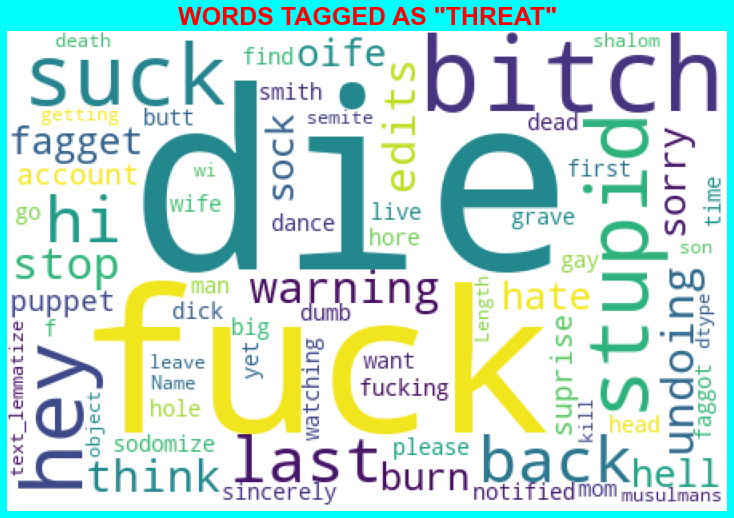 WORDS TAGGED AS "THREAT"
death
suck
find
oife
bitch
shalom
getting
butt
smith
semite
edits
dead
fagget
sock
die
stupid
sorry
account
wi
first
time
go
hi
wife
dance
live
grave
hore
stop
man
warning
gay
son
puppet
dick
dumb
hate
undoing
Length
dtype
f
big
yet
fuck
suprise
hey
leave
Name
watching
want
fucking
text_lemmatize
object
hole
kill
head
faggot
sodomize
please
think
last
burn
back
hell
sincerely
notified
mom
musulmans